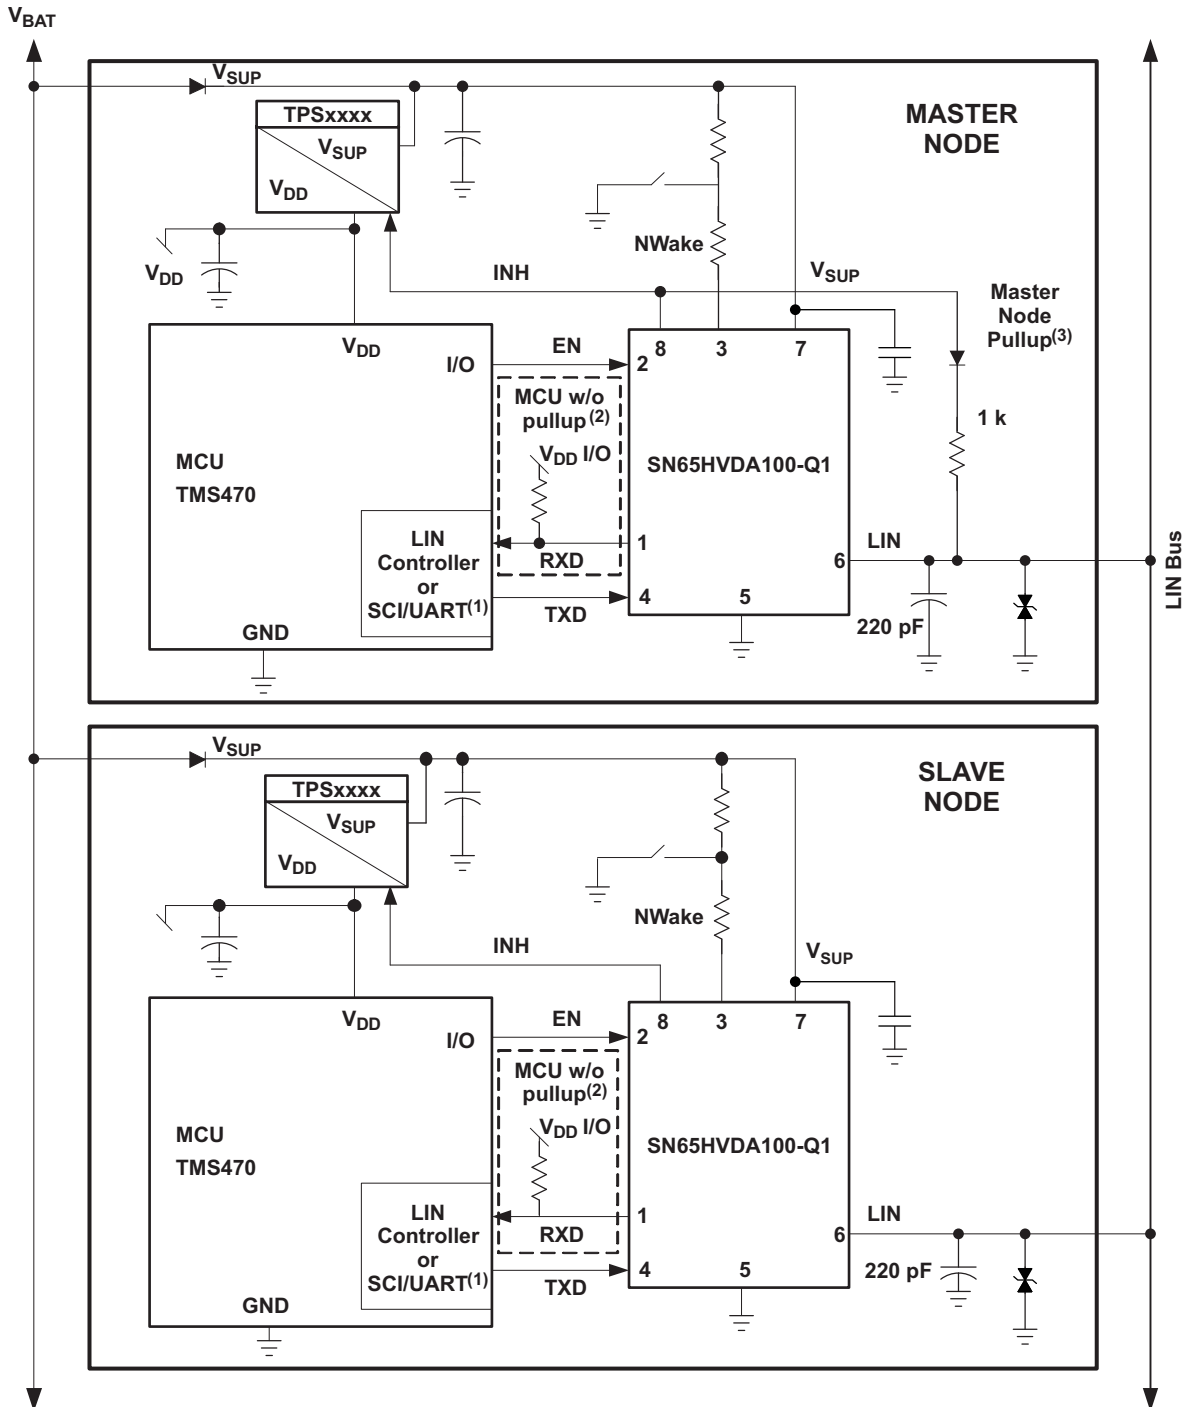 VBAT
VSUP
MASTER
NODE
TPSxxxx
VSUP
VDD
NWake
VDD
INH
VSUP
Master
Node
Pullup(3)
VDD
I/O
EN
2
8
3
7
MCU w/o
pullup(2)
1 k
VDD I/O
MCU
TMS470
SN65HVDA100-Q1
LIN
Controller
or
SCI/UART(1)
1
RXD
4
TXD
5
6
LIN
220 pF
GND
LIN Bus
VSUP
SLAVE
NODE
TPSxxxx
VSUP
VDD
NWake
INH
VSUP
VDD
I/O
EN
2
8
3
7
MCU w/o
pullup(2)
VDD I/O
MCU
TMS470
SN65HVDA100-Q1
LIN
Controller
or
SCI/UART(1)
1
RXD
4
TXD
5
6
LIN
220 pF
GND